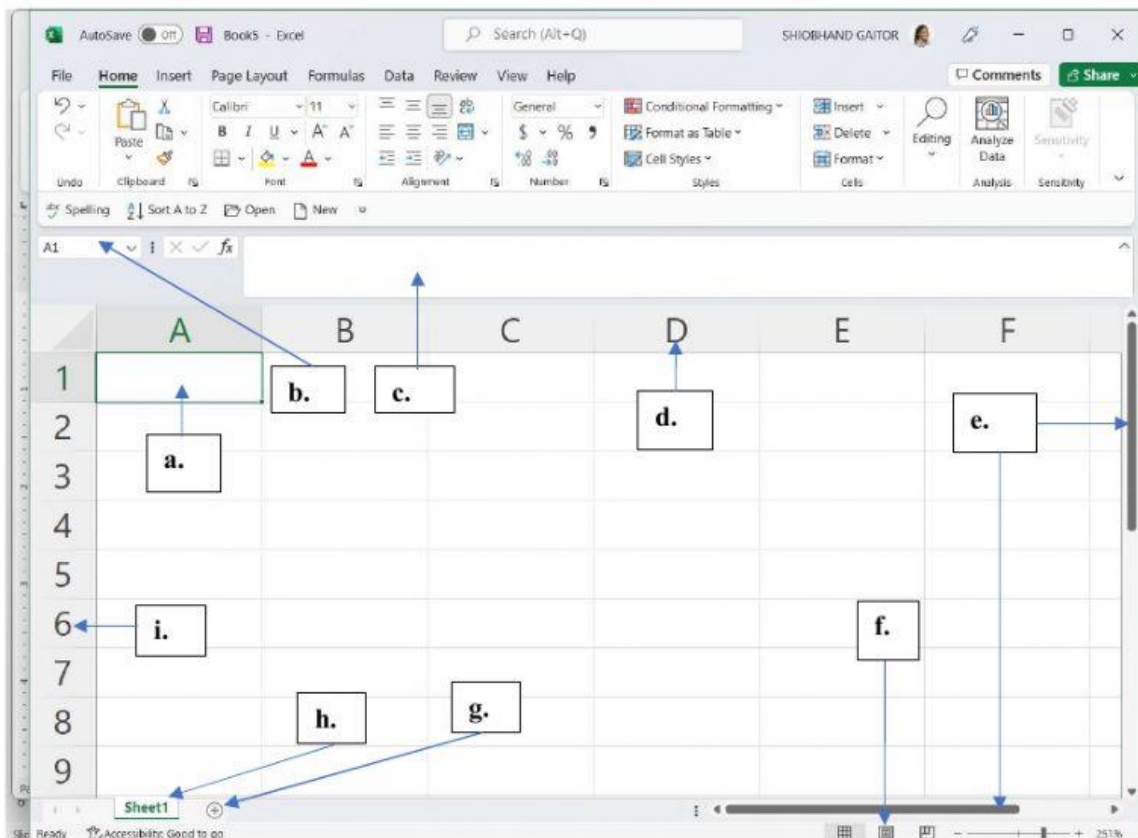 AutoSave Off Book5 - Excel Search (Alt+Q) SHIOBHAND GAITOR
File Home Insert Page Layout Formulas Data Review View Help Comments Share
Calibri 11 General Conditional Formatting Insert
Paste B I U A A $ % Format as Table Delete Editing Analyze Data Sensitivity
A Cell Styles Format
Undo Clipboard Font Alignment Number Styles Cells Analysis Sensitivity
Spelling Sort A to Z Open New
A1 fx
A B C D E F
1
b. c. d. e.
2
a.
3
4
5
6 i. f.
7
h. g.
8
9
Sheet1
Ready Accessibility: Good to go 251%